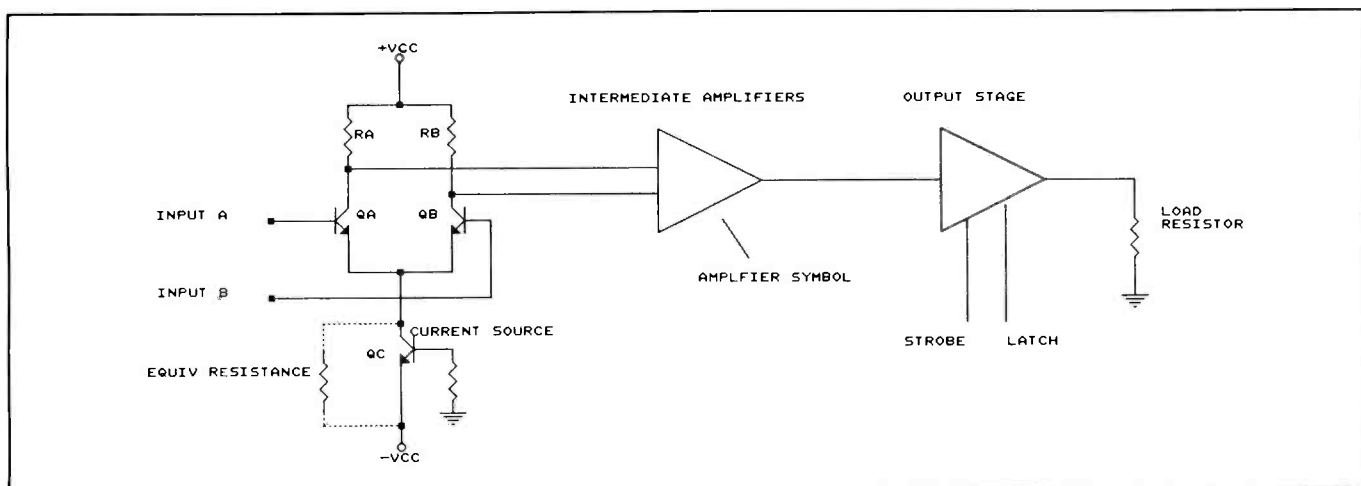 +VCC
INTERMEDIATE AMPLIFIERS
OUTPUT STAGE
RA
RB
INPUT A
QA
QB
LOAD
RESISTOR
AMPLFIER SYMBOL
INPUT B
CURRENT SOURCE
STROBE
LATCH
QC
EQUIV RESISTANCE
-VCC